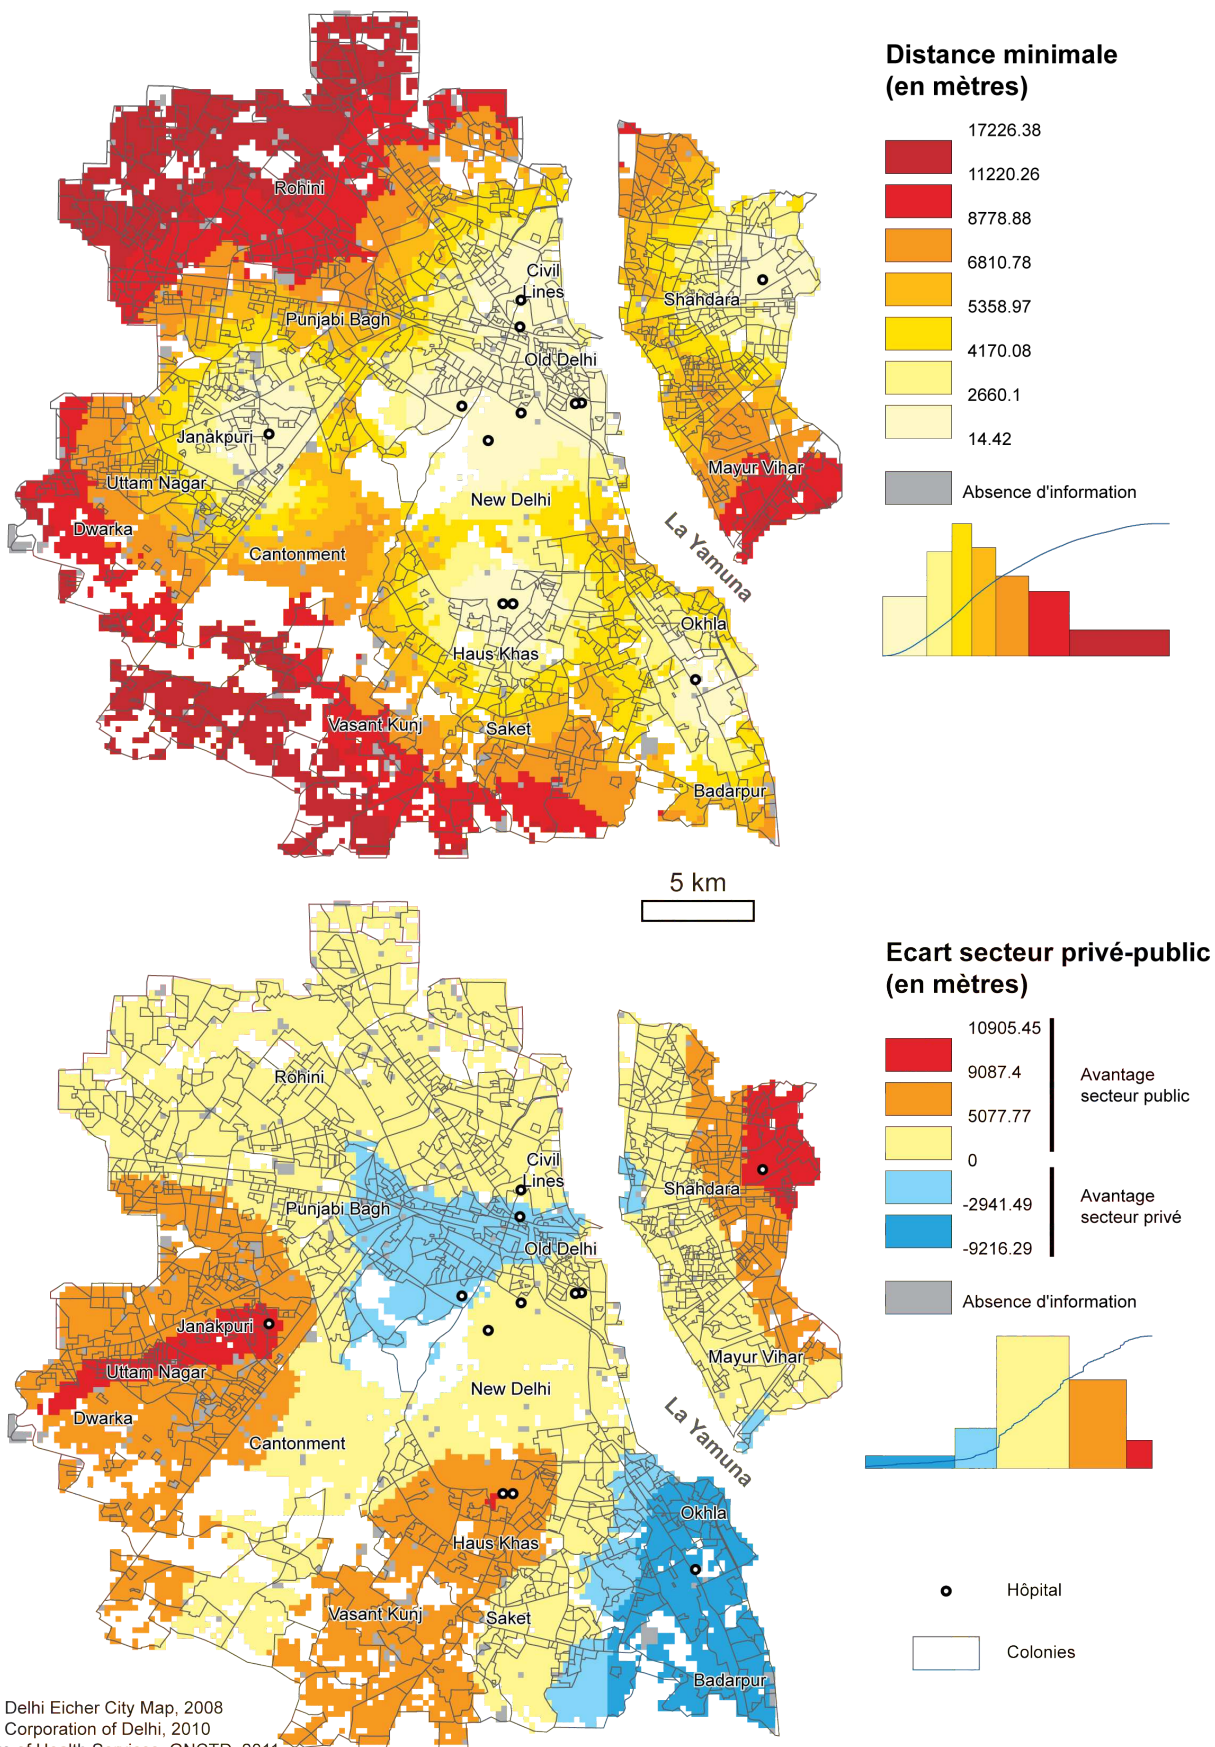 Distance minimale
(en mètres)
17226.38
11220.26
8778.88
6810.78
5358.97
4170.08
2660.1
14.42
Absence d'information
Rohini
Civil
Lines
Punjabi Bagh
Shahdara
Old Delhi
Janakpuri
Mayur Vihar
Uttam Nagar
New Delhi
Dwarka
Cantonment
La Yamuna
Okhla
Haus Khas
Vasant Kunj
Saket
Badarpur
5 km
Ecart secteur privé-public
(en mètres)
10905.45
9087.4
5077.77
0
-2941.49
-9216.29
Avantage
secteur public
Avantage
secteur privé
Absence d'information
Rohini
Civil
Lines
Punjabi Bagh
Shahdara
Old Delhi
Janakpuri
Mayur Vihar
Uttam Nagar
New Delhi
Dwarka
Cantonment
La Yamuna
Okhla
Haus Khas
Vasant Kunj
Saket
Badarpur
Hôpital
Colonies
Delhi Eicher City Map, 2008
Corporation of Delhi, 2010
of Health Services, GNCTD, 2011